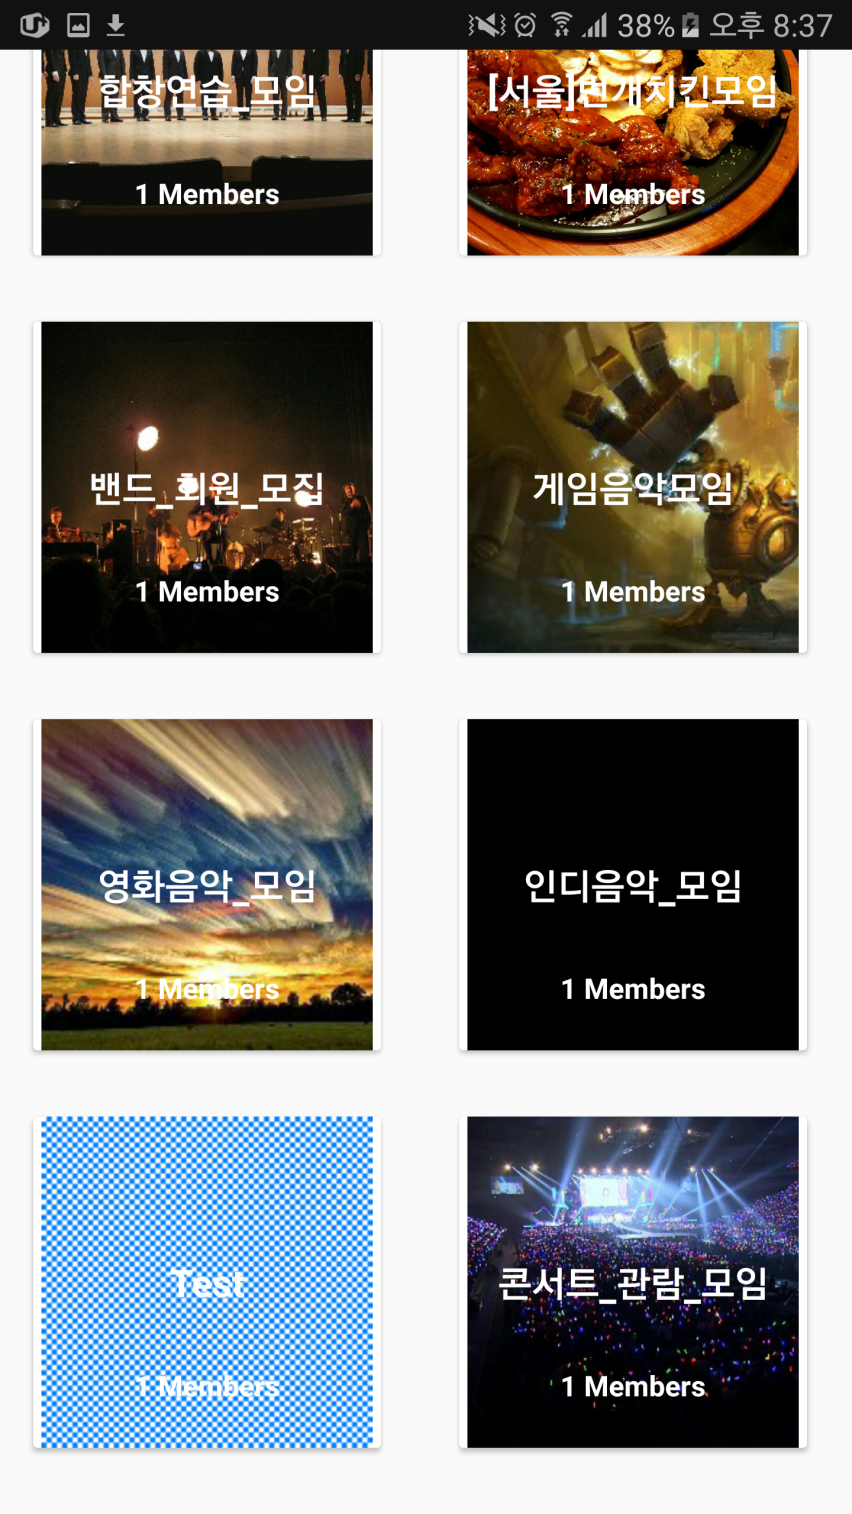 38% 오후 8:37
합창연습_모임
[서울]번개치킨모임
1 Members
1 Members
밴드_회원_모집
게임음악모임
1 Members
1 Members
영화음악_모임
인디음악_모임
1 Members
1 Members
Test
콘서트_관람_모임
1 Members
1 Members